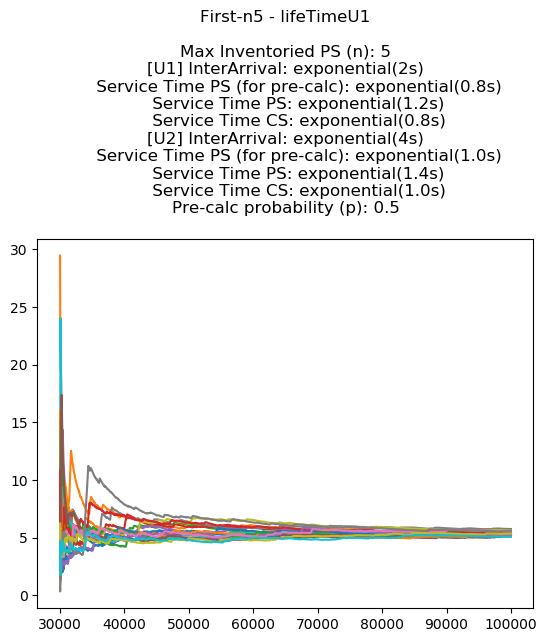 First-n5 - lifeTimeU1
Max Inventoried PS (n): 5
[U1] InterArrival: exponential(2s)
Service Time PS (for pre-calc): exponential(0.8s)
Service Time PS: exponential(1.2s)
Service Time CS: exponential(0.8s)
[U2] InterArrival: exponential(4s)
Service Time PS (for pre-calc): exponential(1.0s)
Service Time PS: exponential(1.4s)
Service Time CS: exponential(1.0s)
Pre-calc probability (p): 0.5
30
25
20
15
10
5
0
30000 40000 50000 60000 70000 80000 90000 100000